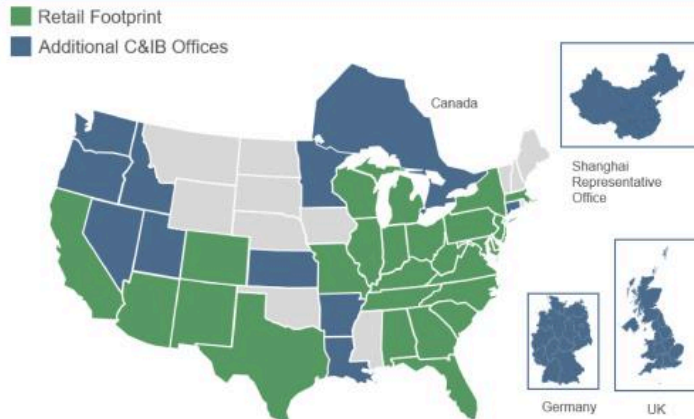 Retail Footprint
Additional C&IB Offices
Canada
Shanghai
Representative
Office
Germany
UK